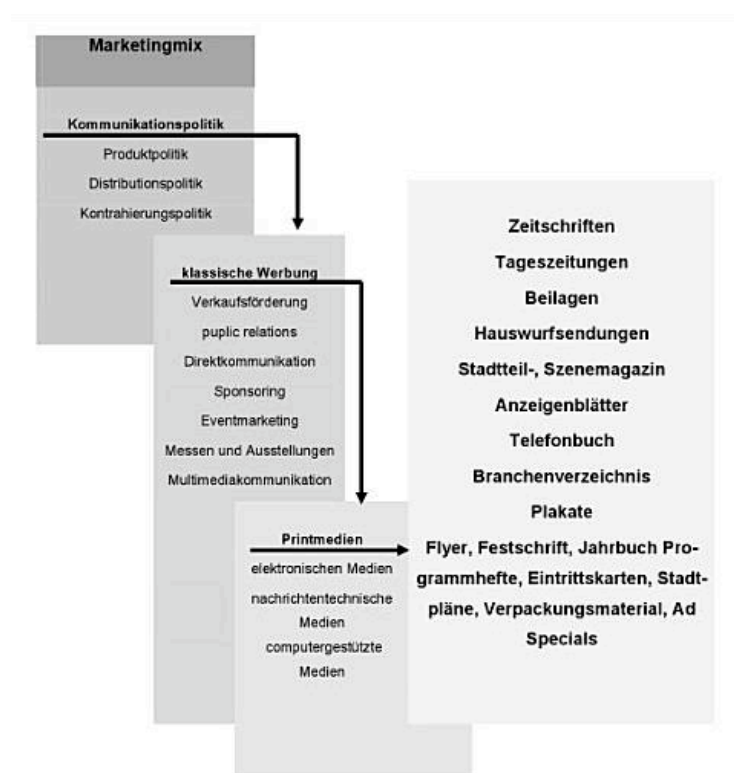 Marketingmix
Kommunikationspolitik
Produktpolitik
Distributionspolitik
Kontrahierungspolitik
klassische Werbung
Verkaufsförderung
puplic relations
Direktkommunikation
Sponsoring
Eventmarketing
Messen und Ausstellungen
Multimediakommunikation
Printmedien
elektronischen Medien
nachrichtentechnische
Medien
computergestützte
Medien
Zeitschriften
Tageszeitungen
Beilagen
Hauswurfsendungen
Stadtteil-, Szenemagazin
Anzeigenblätter
Telefonbuch
Branchenverzeichnis
Plakate
Flyer, Festschrift, Jahrbuch Pro-
grammhefte, Eintrittskarten, Stadt-
pläne, Verpackungsmaterial, Ad
Specials